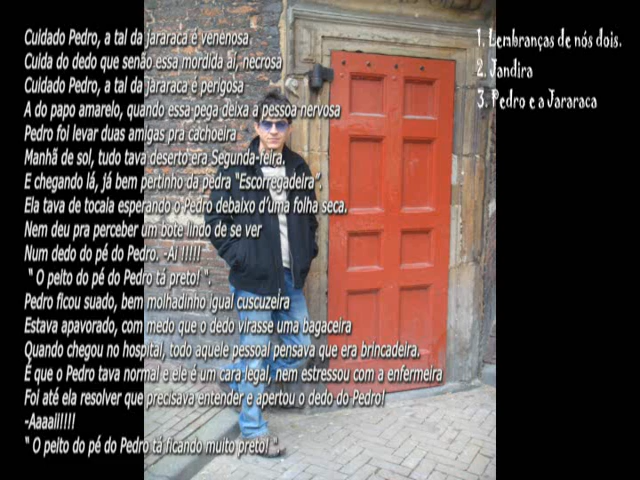 Cuidado Pedro, a tal da jararaca é venenosa
Cuida do dedo que senão essa mordida aí, necrosa
Cuidado Pedro, a tal da jararaca é perigosa
A do papo amarelo, quando essa pega deixa a pessoa nervosa
Pedro foi levar duas amigas pra cachoeira
Manhã de sol, tudo tava deserto era Segunda-feira.
E chegando lá, já bem pertinho da pedra "Escorregadeira".
Ela tava de tocaia esperando o Pedro debaixo d'uma folha seca.
Nem deu pra perceber um bote lindo de se ver
Num dedo do pé do Pedro. -Ai !!!!!
" O peito do pé do Pedro tá preto! ".
Pedro ficou suado, bem molhadinho igual cuscuzeira
Estava apavorado, com medo que o dedo virasse uma bagaceira
Quando chegou no hospital, todo aquele pessoal pensava que era brincadeira.
É que o Pedro tava normal e ele é um cara legal, nem estressou com a enfermeira
Foi até ela resolver que precisava entender e apertou o dedo do Pedro!
-Aaaaii!!!!
" O peito do pé do Pedro tá ficando muito preto! ".
1. Lembranças de nós dois.
2. Jandira
3. Pedro e a Jararaca